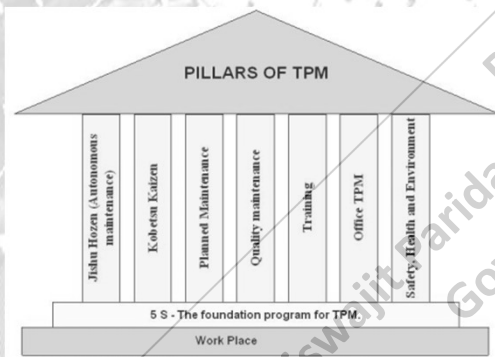 PILLARS OF TPM
Jishu Hozen (Autonomous
maintenance)
Kobetsu Kaizen
Planned Maintenance
Quality maintenance
Training
Office TPM
Safety, Health and Environment
5 S - The foundation program for TPM.
Work Place